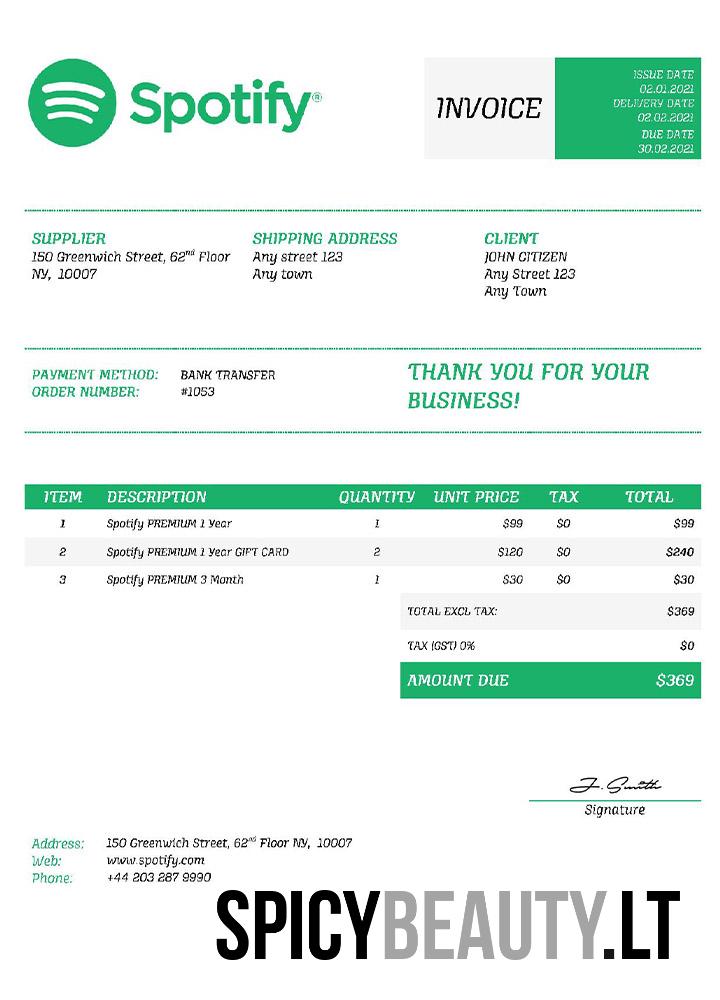 Spotify®
INVOICE
ISSUE DATE
02.01.2021
DELIVERY DATE
02.02.2021
DUE DATE
30.02.2021
SUPPLIER
150 Greenwich Street, 62nd Floor
NY, 10007
SHIPPING ADDRESS
Any street 123
Any town
CLIENT
JOHN CITIZEN
Any Street 123
Any Town
PAYMENT METHOD: BANK TRANSFER
ORDER NUMBER: #1053
THANK YOU FOR YOUR
BUSINESS!
ITEM DESCRIPTION QUANTITY UNIT PRICE TAX TOTAL
1 Spotify PREMIUM 1 Year 1 $99 $0 $99
2 Spotify PREMIUM 1 Year GIFT CARD 2 $120 $0 $240
3 Spotify PREMIUM 3 Month 1 $30 $0 $30
TOTAL EXCL TAX: $369
TAX (GST) 0% $0
AMOUNT DUE $369
J. Smith
Signature
Address: 150 Greenwich Street, 62nd Floor NY, 10007
Web: www.spotify.com
Phone: +44 203 287 9990
SPICYBEAUTY.LT